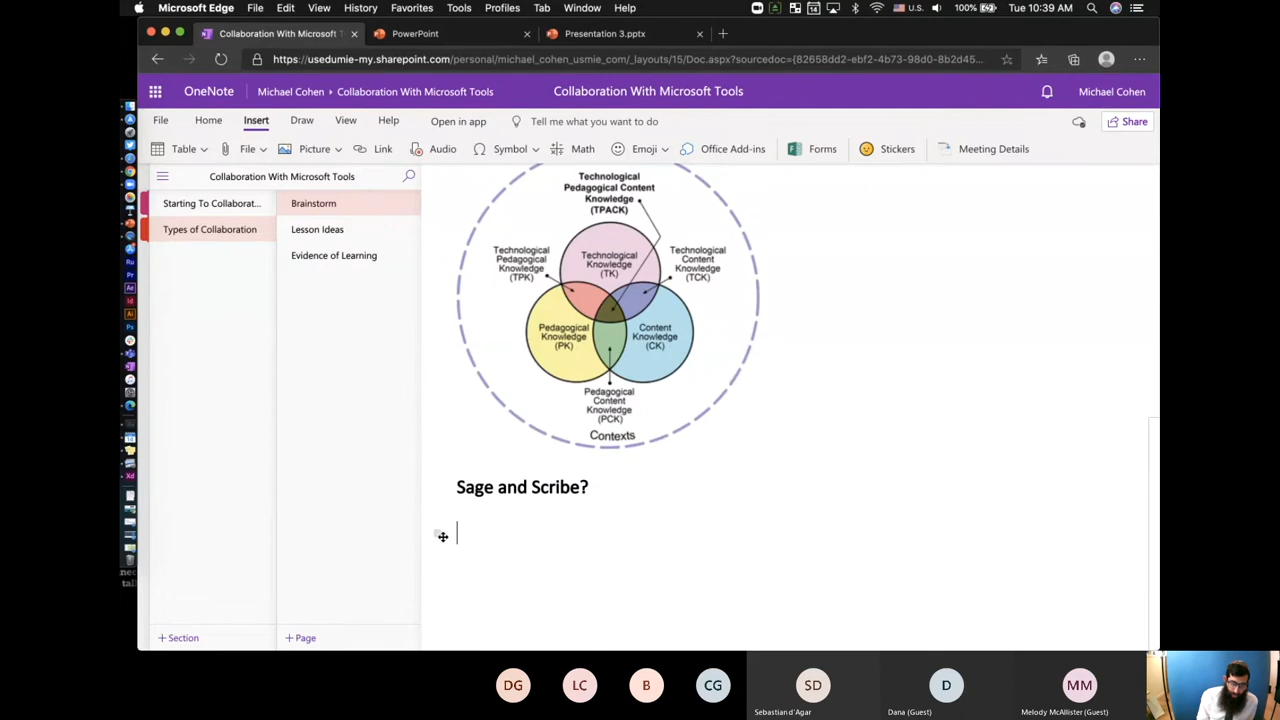 Microsoft Edge File Edit View History Favorites Tools Profiles Tab Window Help
U.S. 100% Tue 10:39 AM
Collaboration With Microsoft T
PowerPoint
Presentation 3.pptx
https://usedumie-my.sharepoint.com/personal/michael_cohen_usmie_com/_layouts/15/Doc.aspx?sourcedoc={82658dd2-ebf2-4b73-98d0-8b2d45...
OneNote
Michael Cohen › Collaboration With Microsoft Tools
Collaboration With Microsoft Tools
Michael Cohen
File Home Insert Draw View Help Open in app Tell me what you want to do
Share
Table File Picture Link Audio Symbol Math Emoji Office Add-ins Forms Stickers Meeting Details
Collaboration With Microsoft Tools
Starting To Collaborat...
Types of Collaboration
Brainstorm
Lesson Ideas
Evidence of Learning
+ Section
+ Page
Technological
Pedagogical Content
Knowledge
(TPACK)
Technological
Pedagogical
Knowledge
(TPK)
Technological
Knowledge
(TK)
Technological
Content
Knowledge
(TCK)
Pedagogical
Knowledge
(PK)
Content
Knowledge
(CK)
Pedagogical
Content
Knowledge
(PCK)
Contexts
Sage and Scribe?
DG
LC
B
CG
SD
Sebastian d'Agar
D
Dana (Guest)
MM
Melody McAllister (Guest)